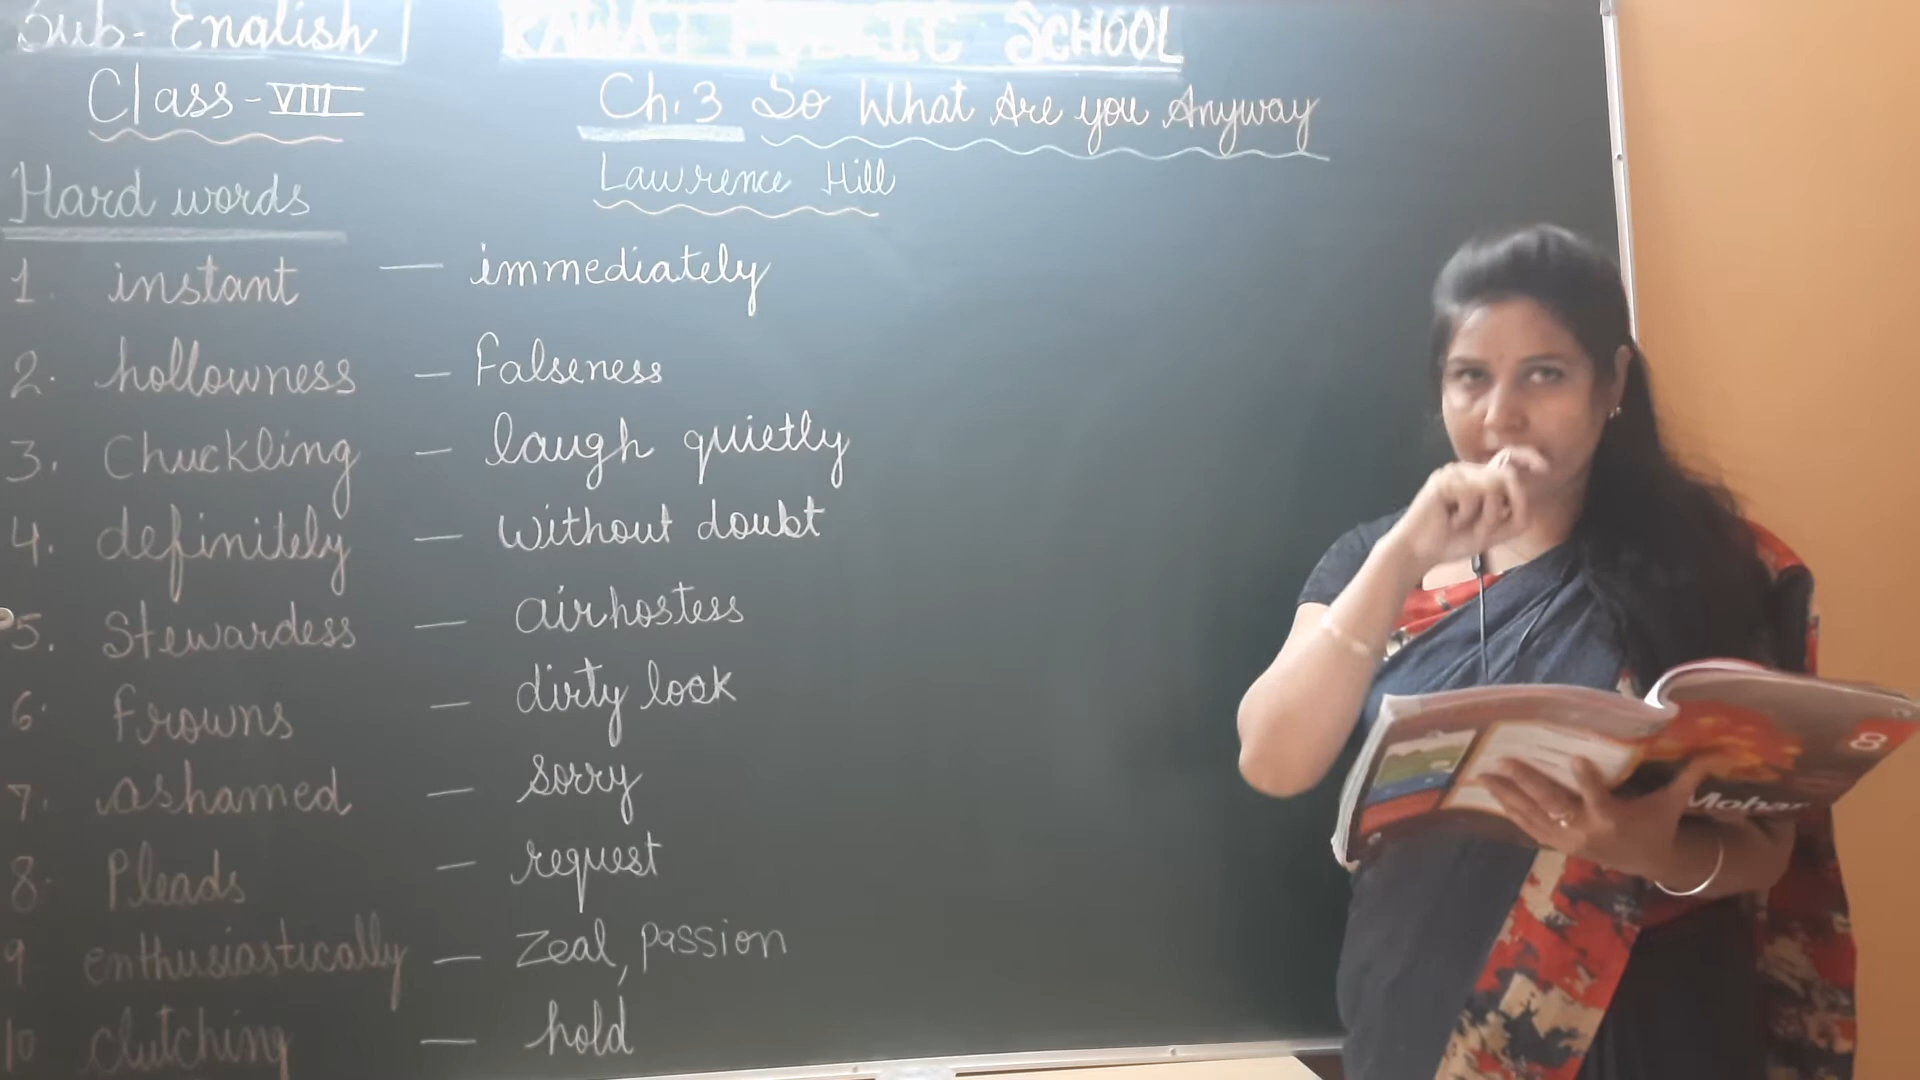 Sub- English
PUBLIC SCHOOL
Class - VIII
Ch. 3 So What Are you Anyway
Lawrence Hill
Hard words
1. instant — immediately
2. hollowness — Falseness
3. Chuckling — laugh quietly
4. definitely — without doubt
5. Stewardess — airhostess
6. Frowns — dirty look
7. ashamed — sorry
8. Pleads — request
9 enthusiastically — Zeal, passion
10 clutching — hold
8
Mohar